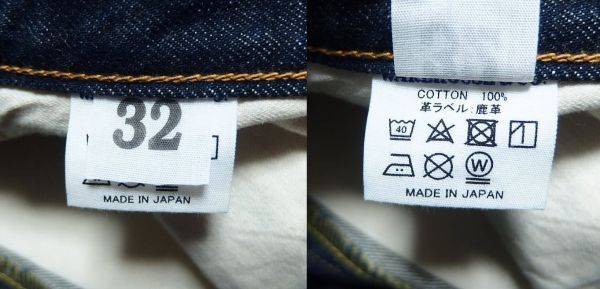 32
MADE IN JAPAN
COTTON 100%
革ラベル:鹿革
40
W
MADE IN JAPAN